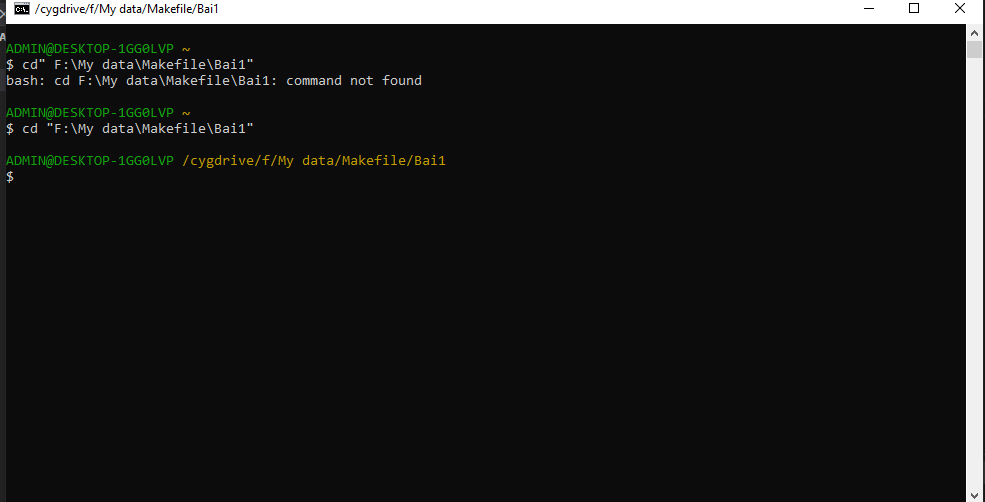 /cygdrive/f/My data/Makefile/Bai1
ADMIN@DESKTOP-1GG0LVP ~
$ cd" F:\My data\Makefile\Bai1"
bash: cd F:\My data\Makefile\Bai1: command not found
ADMIN@DESKTOP-1GG0LVP ~
$ cd "F:\My data\Makefile\Bai1"
ADMIN@DESKTOP-1GG0LVP /cygdrive/f/My data/Makefile/Bai1
$